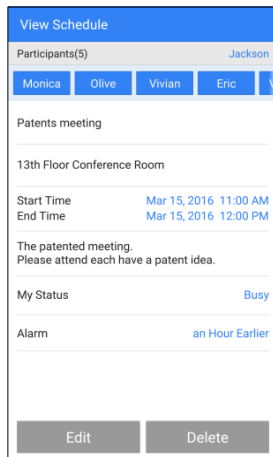 View Schedule
Participants(5) Jackson
Monica Olive Vivian Eric
Patents meeting
13th Floor Conference Room
Start Time Mar 15, 2016 11:00 AM
End Time Mar 15, 2016 12:00 PM
The patented meeting.
Please attend each have a patent idea.
My Status Busy
Alarm an Hour Earlier
Edit Delete